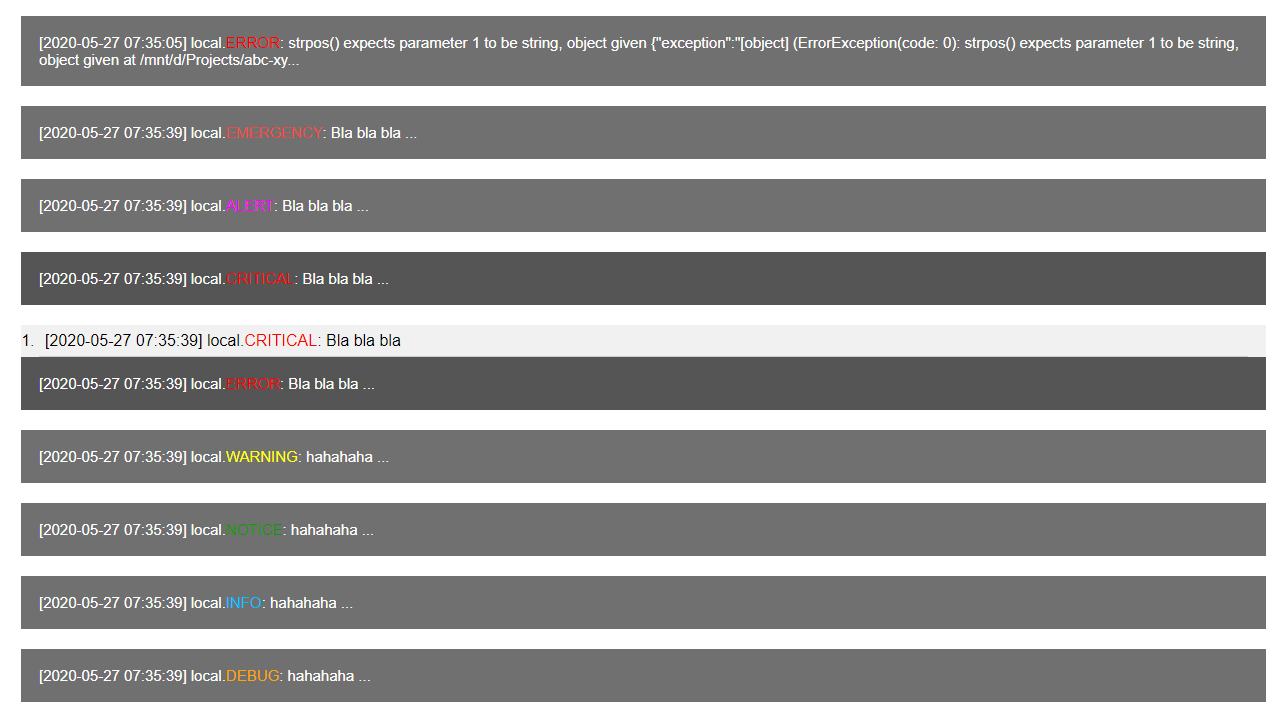 [2020-05-27 07:35:05] local.ERROR: strpos() expects parameter 1 to be string, object given {"exception":"[object] (ErrorException(code: 0): strpos() expects parameter 1 to be string,
object given at /mnt/d/Projects/abc-xy...
[2020-05-27 07:35:39] local.EMERGENCY: Bla bla bla ...
[2020-05-27 07:35:39] local.ALERT: Bla bla bla ...
[2020-05-27 07:35:39] local.CRITICAL: Bla bla bla ...
1. [2020-05-27 07:35:39] local.CRITICAL: Bla bla bla
[2020-05-27 07:35:39] local.ERROR: Bla bla bla ...
[2020-05-27 07:35:39] local.WARNING: hahahaha ...
[2020-05-27 07:35:39] local.NOTICE: hahahaha ...
[2020-05-27 07:35:39] local.INFO: hahahaha ...
[2020-05-27 07:35:39] local.DEBUG: hahahaha ...